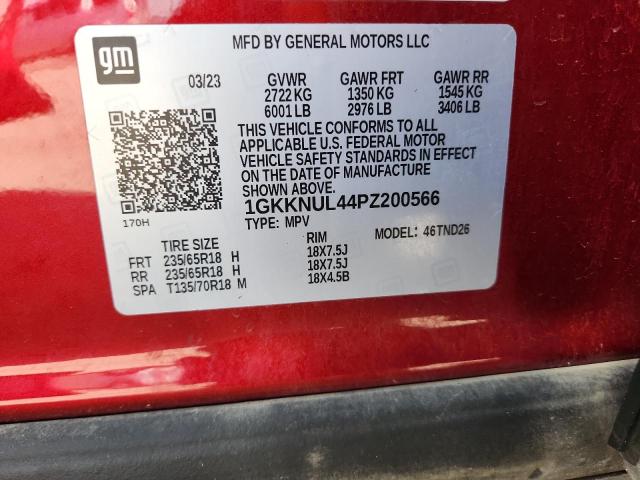 gm
MFD BY GENERAL MOTORS LLC
03/23 GVWR GAWR FRT GAWR RR
2722 KG 1350 KG 1545 KG
6001 LB 2976 LB 3406 LB
THIS VEHICLE CONFORMS TO ALL
APPLICABLE U.S. FEDERAL MOTOR
VEHICLE SAFETY STANDARDS IN EFFECT
ON THE DATE OF MANUFACTURE
SHOWN ABOVE.
1GKKNUL44PZ200566
170H
TYPE: MPV MODEL: 46TND26
TIRE SIZE RIM
FRT 235/65R18 H 18X7.5J
RR 235/65R18 H 18X7.5J
SPA T135/70R18 M 18X4.5B